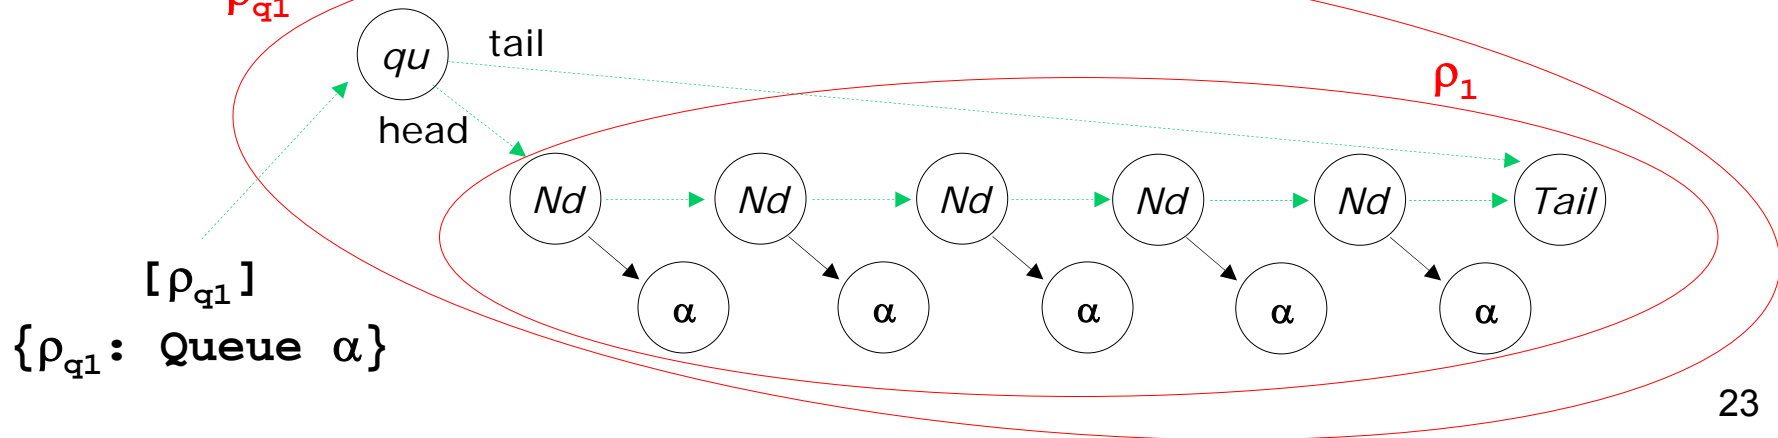 ρq1
qu
tail
ρ1
head
Nd Nd Nd Nd Nd Tail
[ρq1]
α α α α α
{ρq1: Queue α}
23